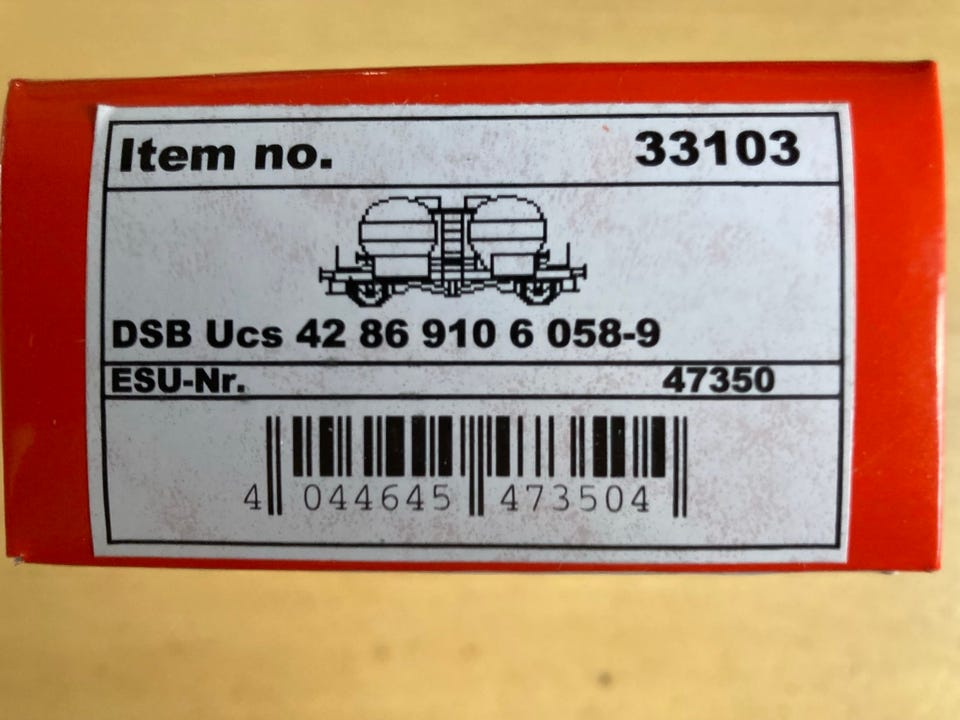 Item no. 33103
DSB Ucs 42 86 910 6 058-9
ESU-Nr. 47350
4 044645 473504